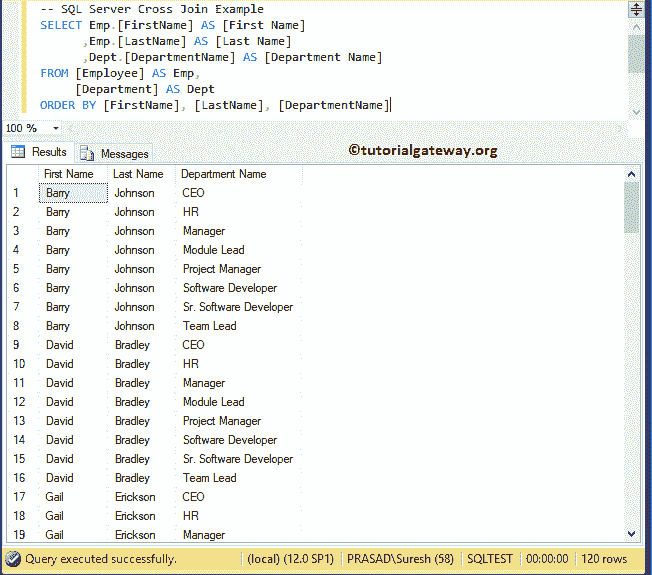 -- SQL Server Cross Join Example
SELECT Emp.[FirstName] AS [First Name]
,Emp.[LastName] AS [Last Name]
,Dept.[DepartmentName] AS [Department Name]
FROM [Employee] AS Emp,
[Department] AS Dept
ORDER BY [FirstName], [LastName], [DepartmentName]
100 %
Results Messages ©tutorialgateway.org
First Name Last Name Department Name
1 Barry Johnson CEO
2 Barry Johnson HR
3 Barry Johnson Manager
4 Barry Johnson Module Lead
5 Barry Johnson Project Manager
6 Barry Johnson Software Developer
7 Barry Johnson Sr. Software Developer
8 Barry Johnson Team Lead
9 David Bradley CEO
10 David Bradley HR
11 David Bradley Manager
12 David Bradley Module Lead
13 David Bradley Project Manager
14 David Bradley Software Developer
15 David Bradley Sr. Software Developer
16 David Bradley Team Lead
17 Gail Erickson CEO
18 Gail Erickson HR
19 Gail Erickson Manager
Query executed successfully. (local) (12.0 SP1) PRASAD\Suresh (58) SQLTEST 00:00:00 120 rows